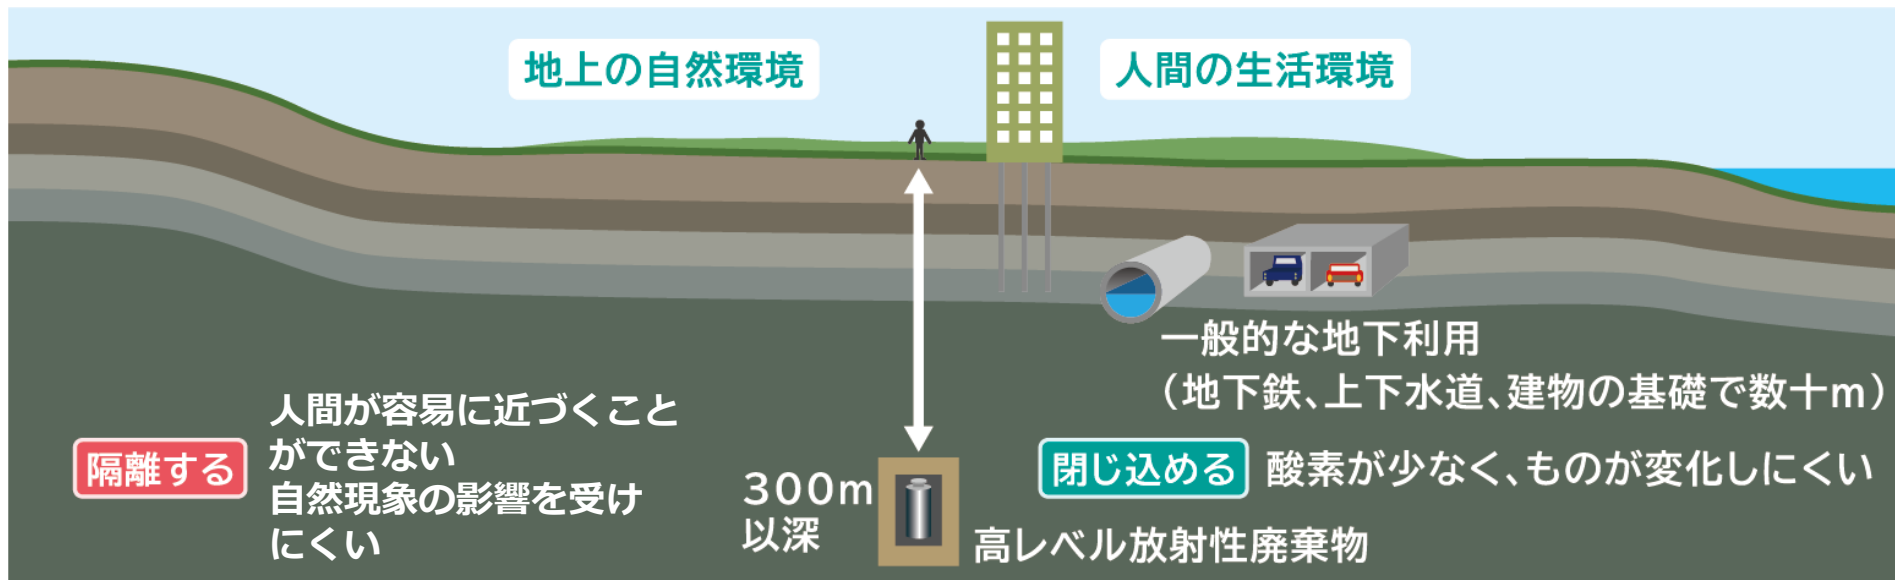 地上の自然環境
人間の生活環境
一般的な地下利用
（地下鉄、上下水道、建物の基礎で数十m）
隔離する
人間が容易に近づくこと
ができない
自然現象の影響を受け
にくい
300m
以深
高レベル放射性廃棄物
閉じ込める
酸素が少なく、ものが変化しにくい